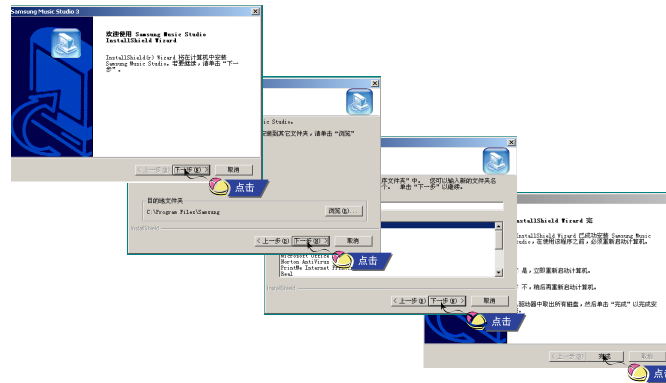 Samsung Music Studio 3
欢迎使用 Samsung Music Studio
InstallShield Wizard
InstallShield(r) Wizard 将在计算机中安装
Samsung Music Studio。若要继续，请单击“下一
步”。
<上一步(B) 下一步(N) > 取消
点击
ic Studio。
安装到其它文件夹，请单击“浏览”
目的地文件夹
C:\Program Files\Samsung
浏览(R)...
InstallShield
<上一步(B) 下一步(N) > 取消
点击
序文件夹”中。 您可以输入新的文件夹名
个。 单击“下一步”以继续。
Microsoft Office
Norton AntiVirus
PrintMe Internet Printing
Real
InstallShield
<上一步(B) 下一步(N) > 取消
点击
nstallShield Wizard 完
nstallShield Wizard 已成功安装 Samsung Music
tudio。在使用该程序之前，必须重新启动计算机。
是，立即重新启动计算机。
不，稍后再重新启动计算机。
驱动器中取出所有磁盘，然后单击“完成”以完成安
。
<上一步(B) 完成 取消
点击